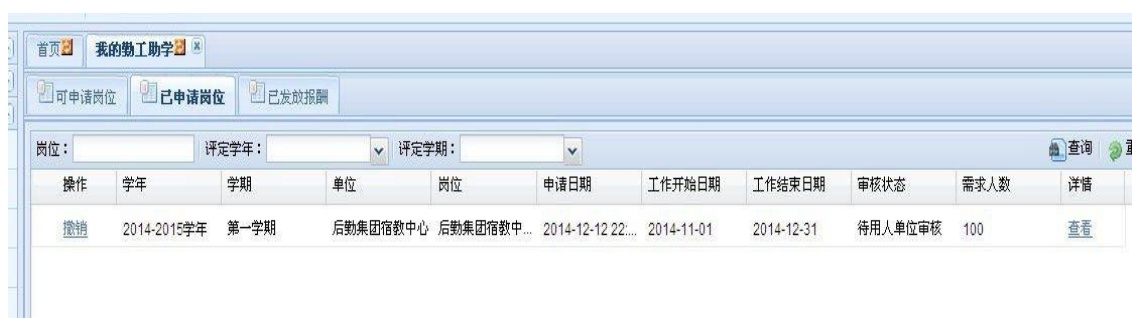 首页 我的勤工助学
可申请岗位 已申请岗位 已发放报酬
岗位: 评定学年: 评定学期: 查询
操作 学年 学期 单位 岗位 申请日期 工作开始日期 工作结束日期 审核状态 需求人数 详情
撤销 2014-2015学年 第一学期 后勤集团宿教中心 后勤集团宿教中... 2014-12-12 22:... 2014-11-01 2014-12-31 待用人单位审核 100 查看